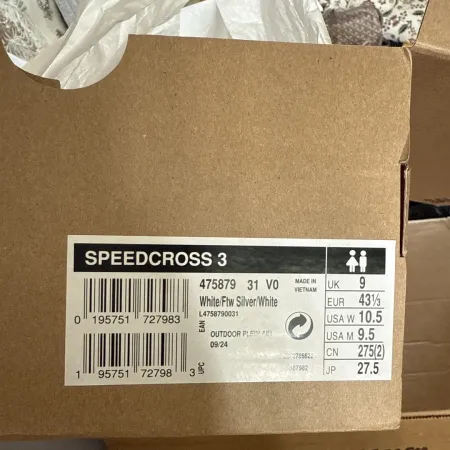 SPEEDCROSS 3
475879 31 V0
MADE IN
VIETNAM
White/Ftw Silver/White
L4758790031
0 195751 727983
EAN
OUTDOOR
09/24
1 95751 72798 3
UPC
UK 9
EUR 43⅓
USA W 10.5
USA M 9.5
CN 275(2)
JP 27.5